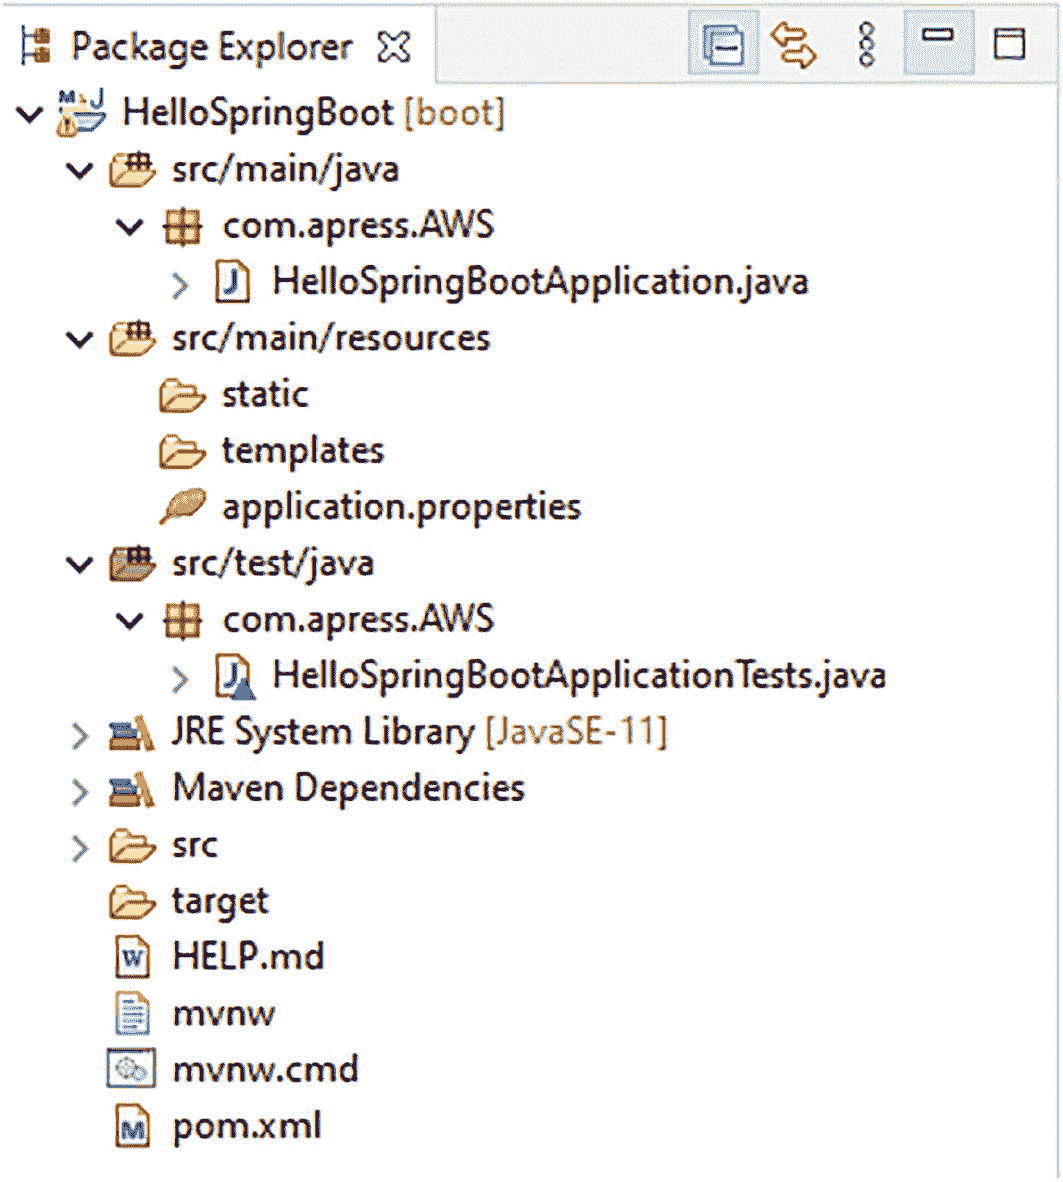 Package Explorer
HelloSpringBoot [boot]
src/main/java
com.apress.AWS
HelloSpringBootApplication.java
src/main/resources
static
templates
application.properties
src/test/java
com.apress.AWS
HelloSpringBootApplicationTests.java
JRE System Library [JavaSE-11]
Maven Dependencies
src
target
HELP.md
mvnw
mvnw.cmd
pom.xml